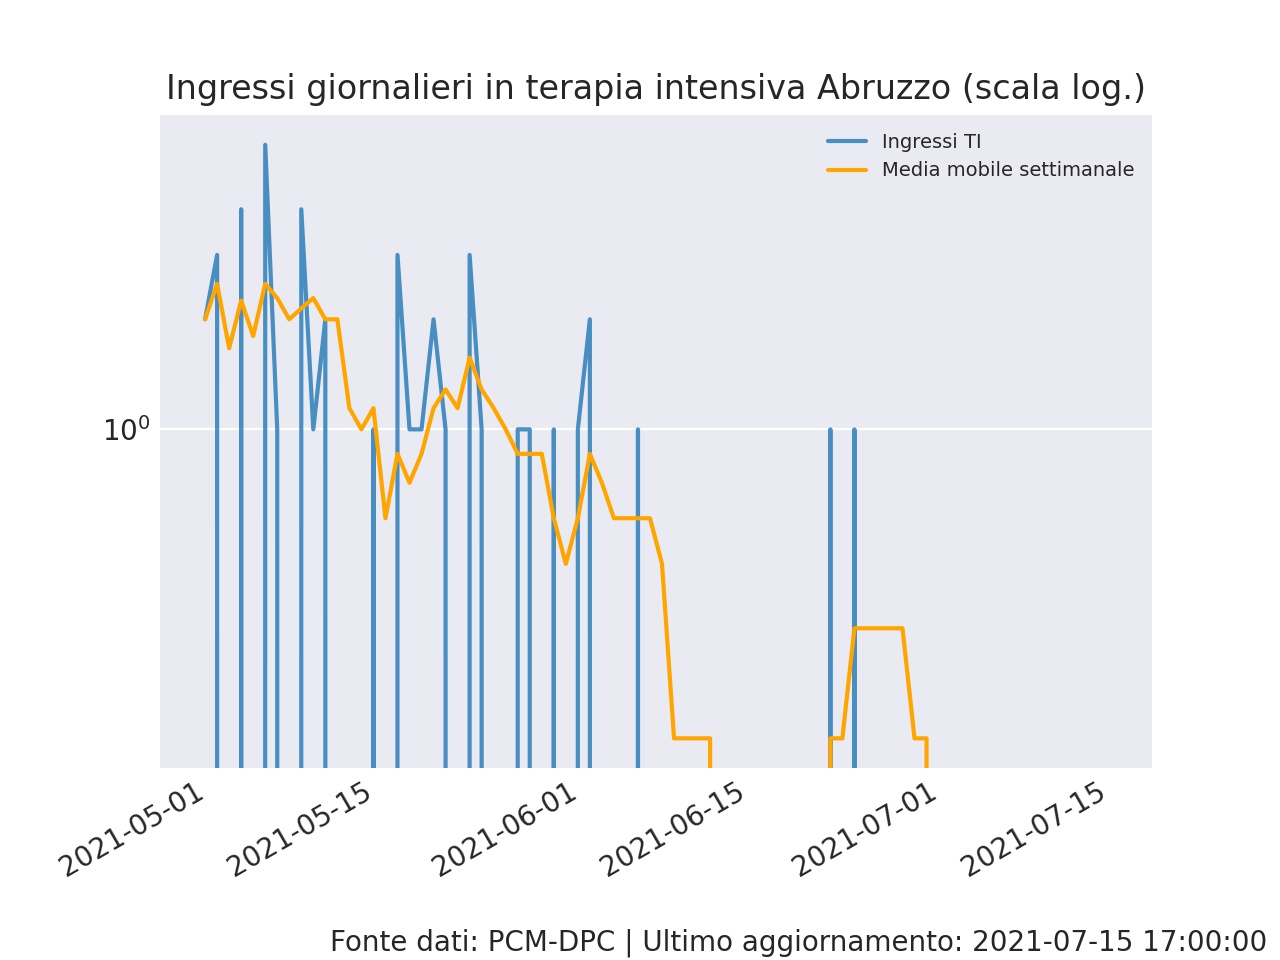 Ingressi giornalieri in terapia intensiva Abruzzo (scala log.)
Ingressi TI
Media mobile settimanale
10⁰
2021-05-01
2021-05-15
2021-06-01
2021-06-15
2021-07-01
2021-07-15
Fonte dati: PCM-DPC | Ultimo aggiornamento: 2021-07-15 17:00:00